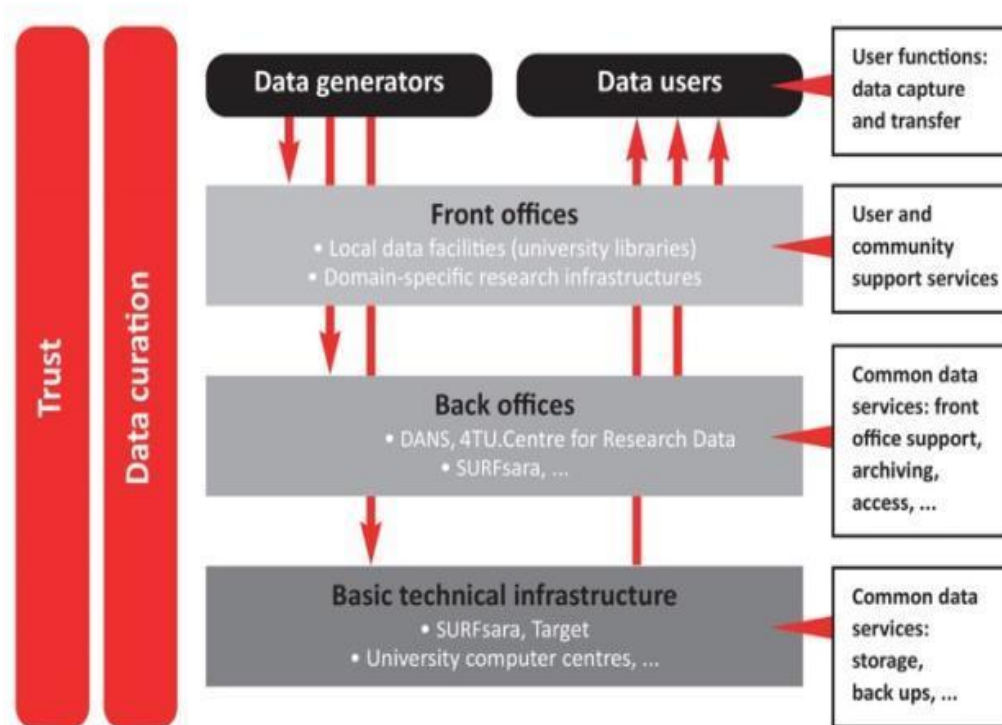 Trust
Data curation
Data generators
Data users
User functions:
data capture
and transfer
Front offices
• Local data facilities (university libraries)
• Domain-specific research infrastructures
User and
community
support services
Back offices
• DANS, 4TU.Centre for Research Data
• SURFsara, ...
Common data
services: front
office support,
archiving,
access, ...
Basic technical infrastructure
• SURFsara, Target
• University computer centres, ...
Common data
services:
storage,
back ups, ...